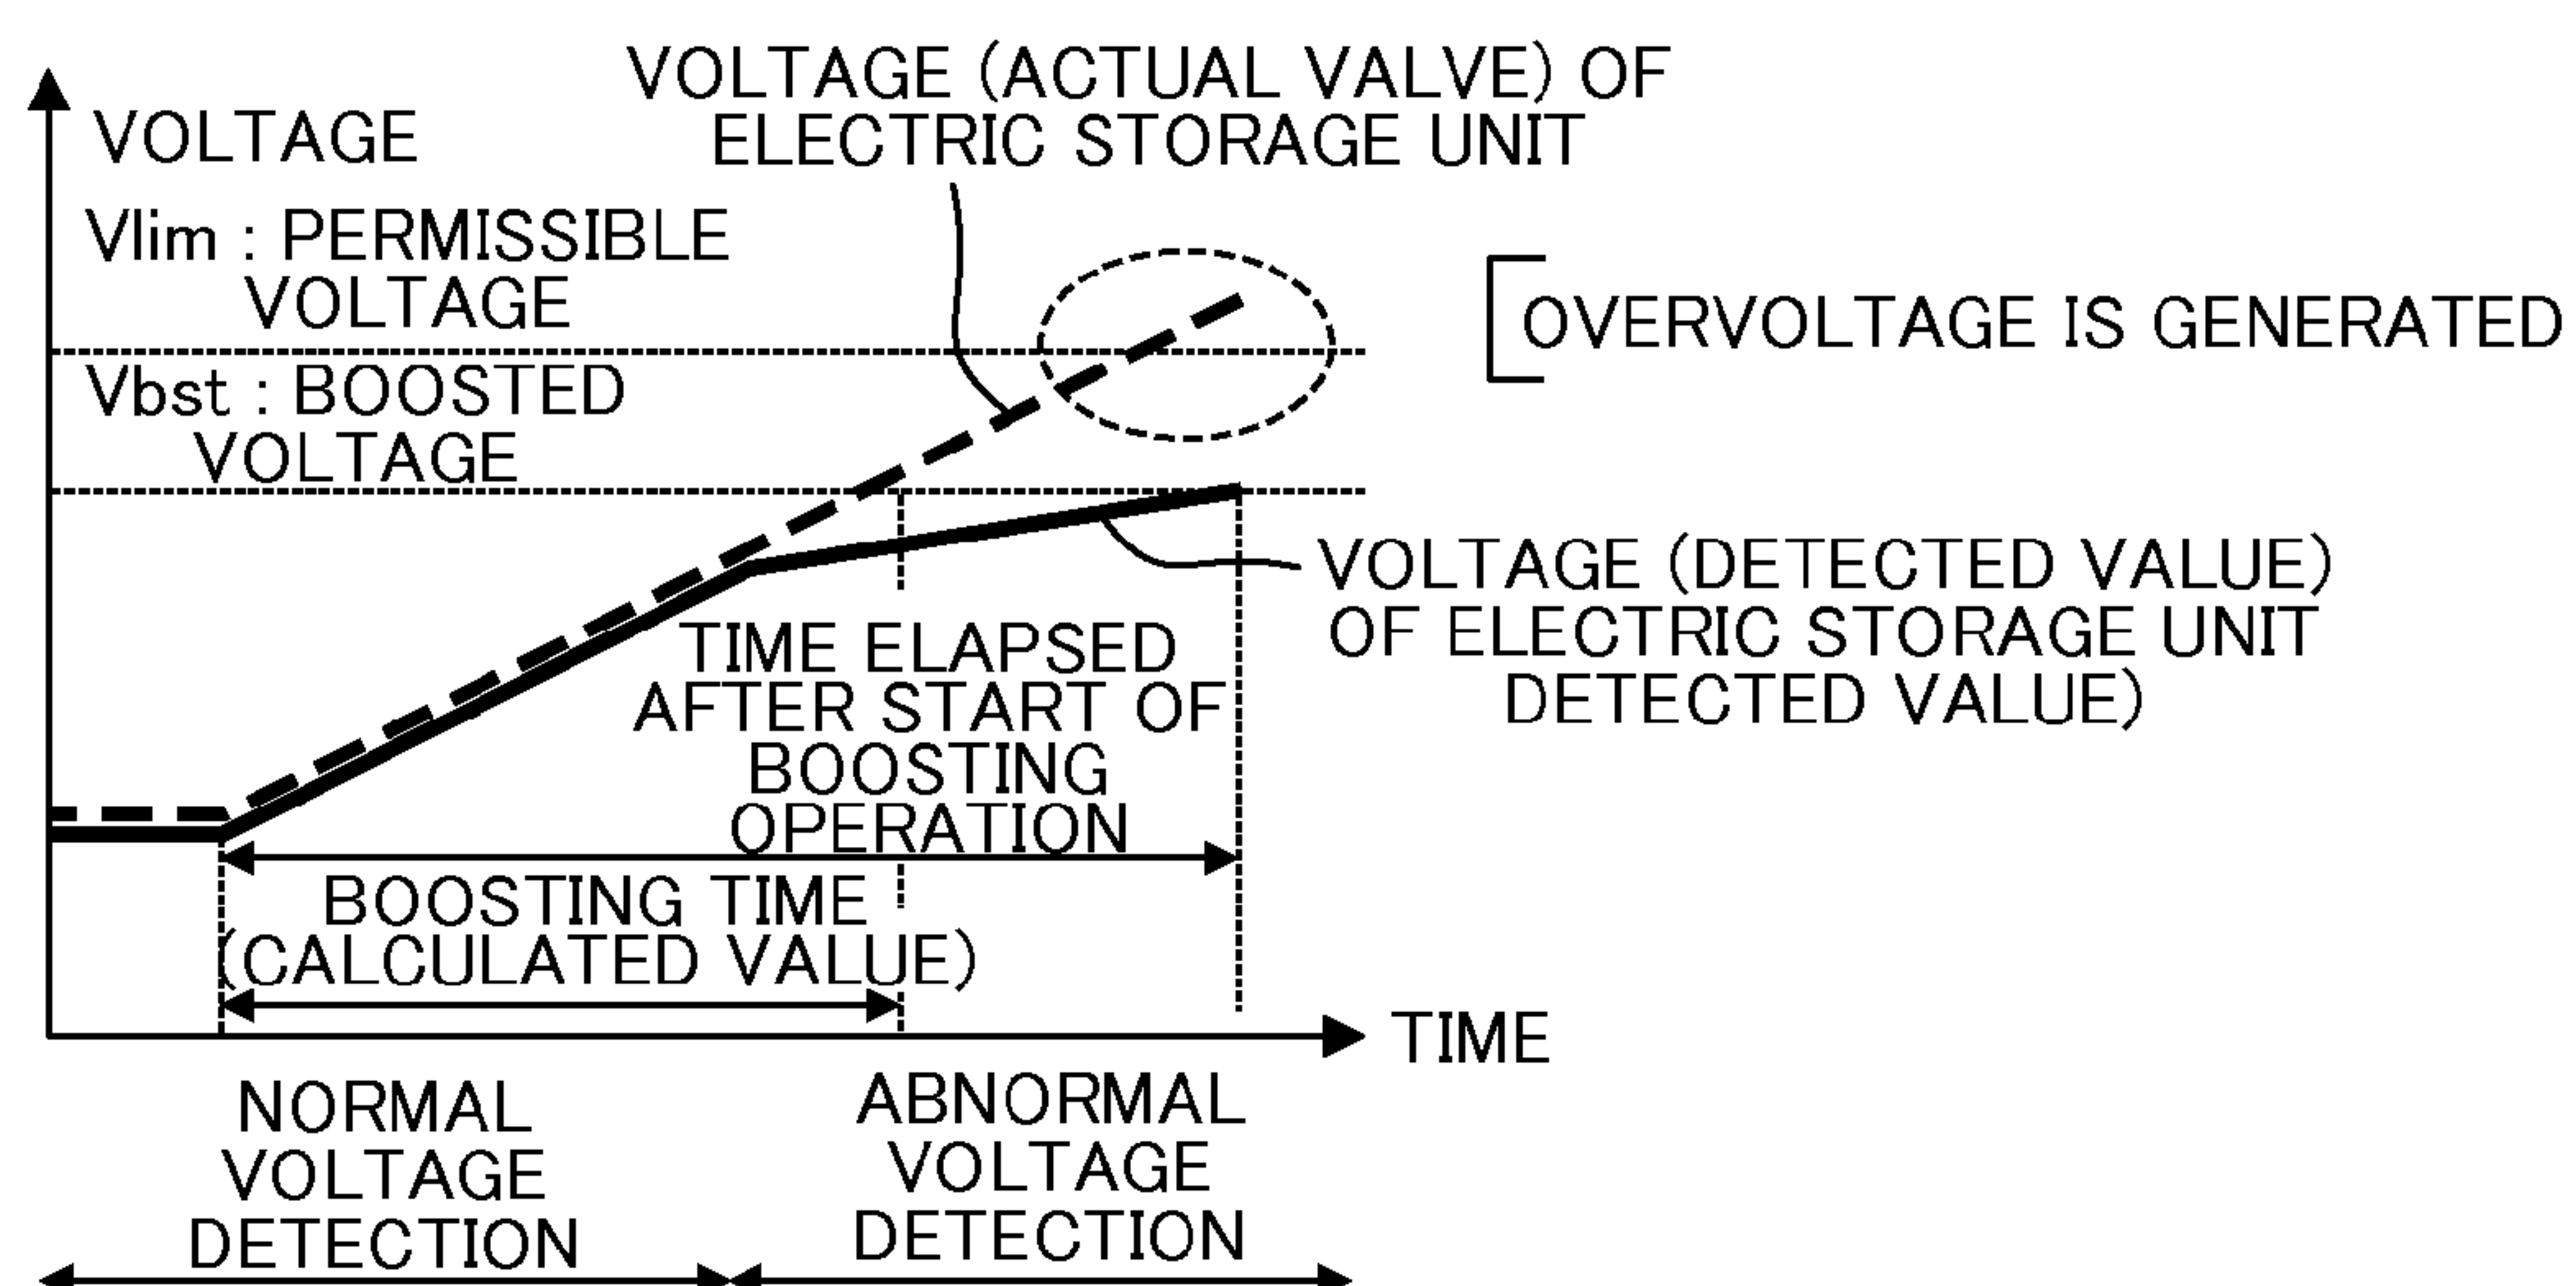 VOLTAGE (ACTUAL VALVE) OF
ELECTRIC STORAGE UNIT
VOLTAGE
Vlim : PERMISSIBLE
VOLTAGE
OVERVOLTAGE IS GENERATED
Vbst : BOOSTED
VOLTAGE
VOLTAGE (DETECTED VALUE)
OF ELECTRIC STORAGE UNIT
DETECTED VALUE)
TIME ELAPSED
AFTER START OF
BOOSTING
OPERATION
BOOSTING TIME
(CALCULATED VALUE)
TIME
NORMAL
VOLTAGE
DETECTION
ABNORMAL
VOLTAGE
DETECTION